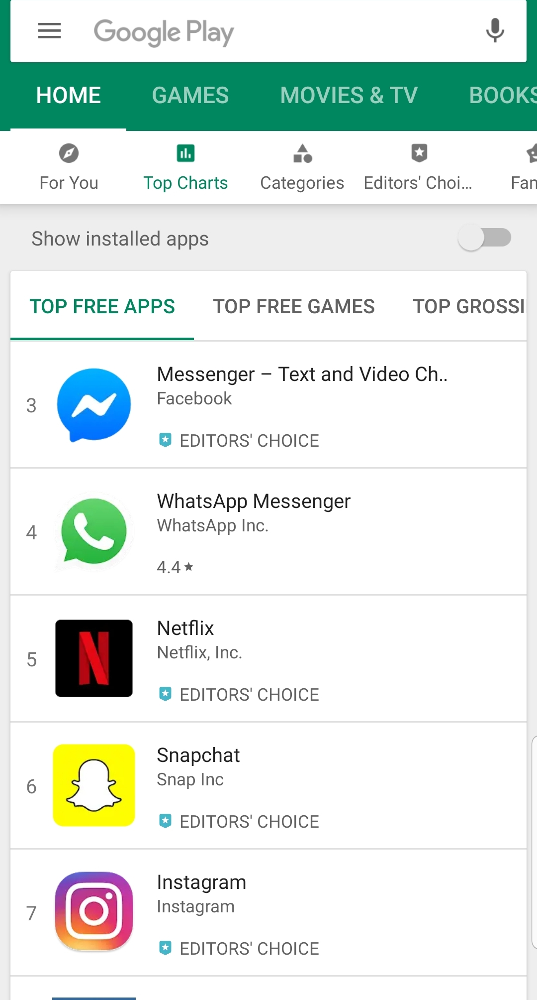 Google Play
HOME GAMES MOVIES & TV BOOKS
For You Top Charts Categories Editors' Choi... Fan
Show installed apps
TOP FREE APPS TOP FREE GAMES TOP GROSSI
3
Messenger – Text and Video Ch..
Facebook
EDITORS' CHOICE
4
WhatsApp Messenger
WhatsApp Inc.
4.4 ★
5
Netflix
Netflix, Inc.
EDITORS' CHOICE
6
Snapchat
Snap Inc
EDITORS' CHOICE
7
Instagram
Instagram
EDITORS' CHOICE